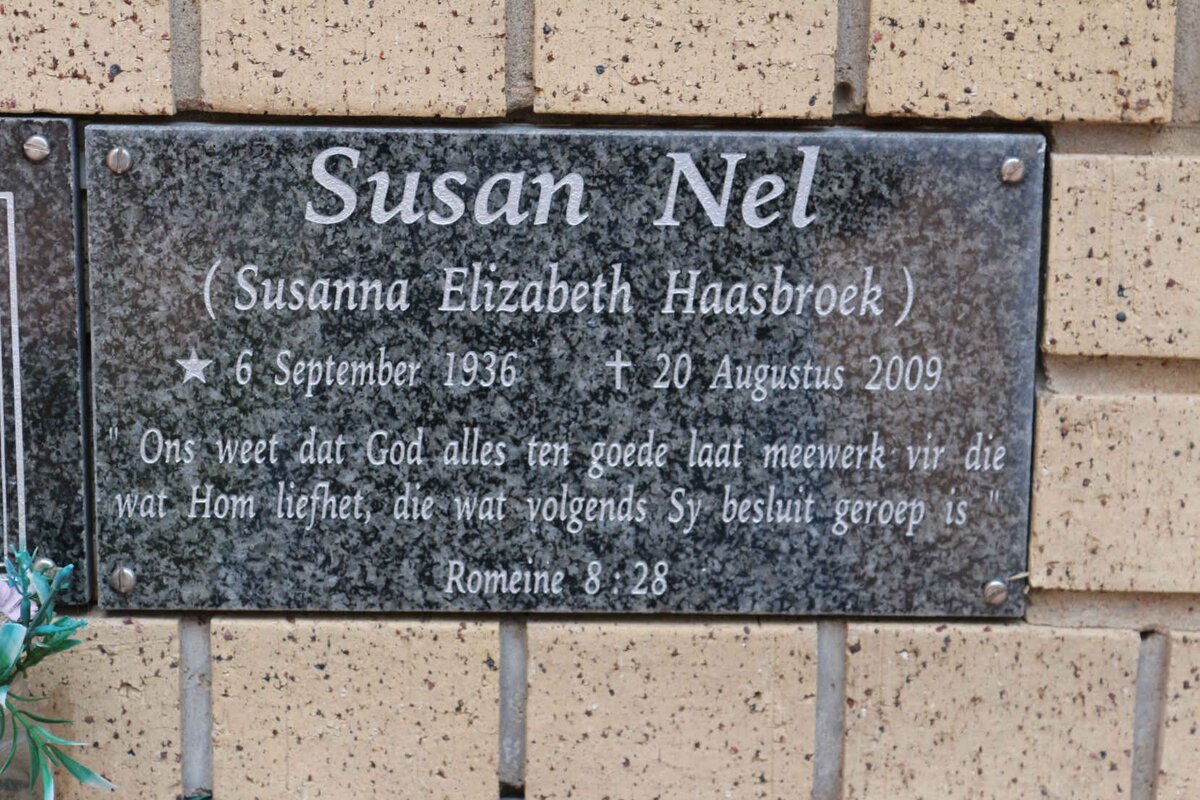 Susan Nel
(Susanna Elizabeth Haasbroek)
6 September 1936 † 20 Augustus 2009
" Ons weet dat God alles ten goede laat meewerk vir die
wat Hom liefhet, die wat volgends Sy besluit geroep is "
Romeine 8 : 28